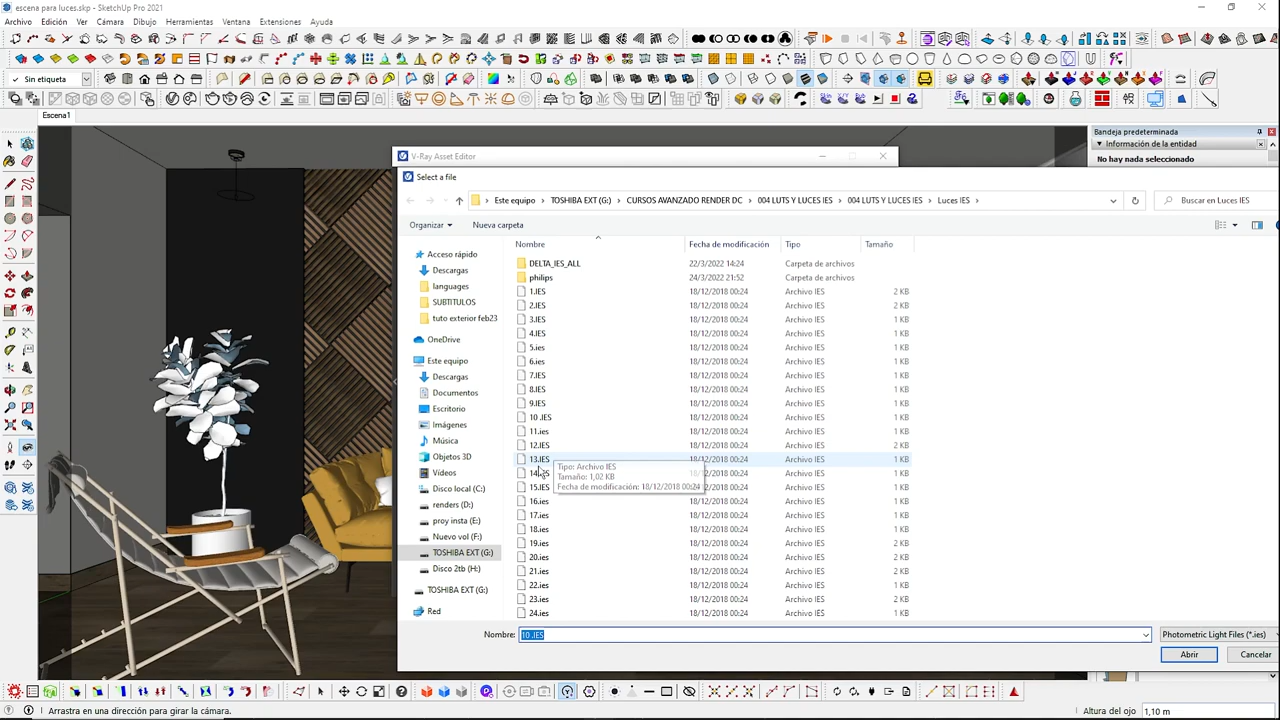 escena para luces.skp - SketchUp Pro 2021
Archivo Edición Ver Cámara Dibujo Herramientas Ventana Extensiones Ayuda
Sin etiqueta
Escena1
Bandeja predeterminada
Información de la entidad
No hay nada seleccionado
V-Ray Asset Editor
Select a file
Este equipo > TOSHIBA EXT (G:) > CURSOS AVANZADO RENDER DC > 004 LUTS Y LUCES IES > 004 LUTS Y LUCES IES > Luces IES >
Buscar en Luces IES
Organizar
Nueva carpeta
Nombre Fecha de modificación Tipo Tamaño
Acceso rápido
Descargas
languages
SUBTITULOS
tuto exterior feb23
OneDrive
Este equipo
Descargas
Documentos
Escritorio
Imágenes
Música
Objetos 3D
Vídeos
Disco local (C:)
renders (D:)
proy insta (E:)
Nuevo vol (F:)
TOSHIBA EXT (G:)
Disco 2tb (H:)
TOSHIBA EXT (G:)
Red
DELTA_IES_ALL 22/3/2022 14:24 Carpeta de archivos
philips 24/3/2022 21:52 Carpeta de archivos
1.IES 18/12/2018 00:24 Archivo IES 2 KB
2.IES 18/12/2018 00:24 Archivo IES 2 KB
3.IES 18/12/2018 00:24 Archivo IES 1 KB
4.IES 18/12/2018 00:24 Archivo IES 1 KB
5.ies 18/12/2018 00:24 Archivo IES 1 KB
6.ies 18/12/2018 00:24 Archivo IES 1 KB
7.IES 18/12/2018 00:24 Archivo IES 1 KB
8.IES 18/12/2018 00:24 Archivo IES 1 KB
9.IES 18/12/2018 00:24 Archivo IES 1 KB
10 .IES 18/12/2018 00:24 Archivo IES 1 KB
11.ies 18/12/2018 00:24 Archivo IES 1 KB
12.IES 18/12/2018 00:24 Archivo IES 2 KB
13.IES 18/12/2018 00:24 Archivo IES 2 KB
18/12/2018 00:24 Archivo IES 1 KB
15.IES 18/12/2018 00:24 Archivo IES 2 KB
16.ies 18/12/2018 00:24 Archivo IES 1 KB
17.ies 18/12/2018 00:24 Archivo IES 1 KB
18.ies 18/12/2018 00:24 Archivo IES 1 KB
19.ies 18/12/2018 00:24 Archivo IES 2 KB
20.ies 18/12/2018 00:24 Archivo IES 1 KB
21.ies 18/12/2018 00:24 Archivo IES 2 KB
22.ies 18/12/2018 00:24 Archivo IES 1 KB
23.ies 18/12/2018 00:24 Archivo IES 2 KB
24.ies 18/12/2018 00:24 Archivo IES 1 KB
Tipo: Archivo IES
Tamaño: 1,02 KB
Fecha de modificación: 18/12/2018 00:24
Nombre: 10 .IES
Photometric Light Files (*.ies)
Abrir Cancelar
Arrastra en una dirección para girar la cámara.
Altura del ojo 1,10 m